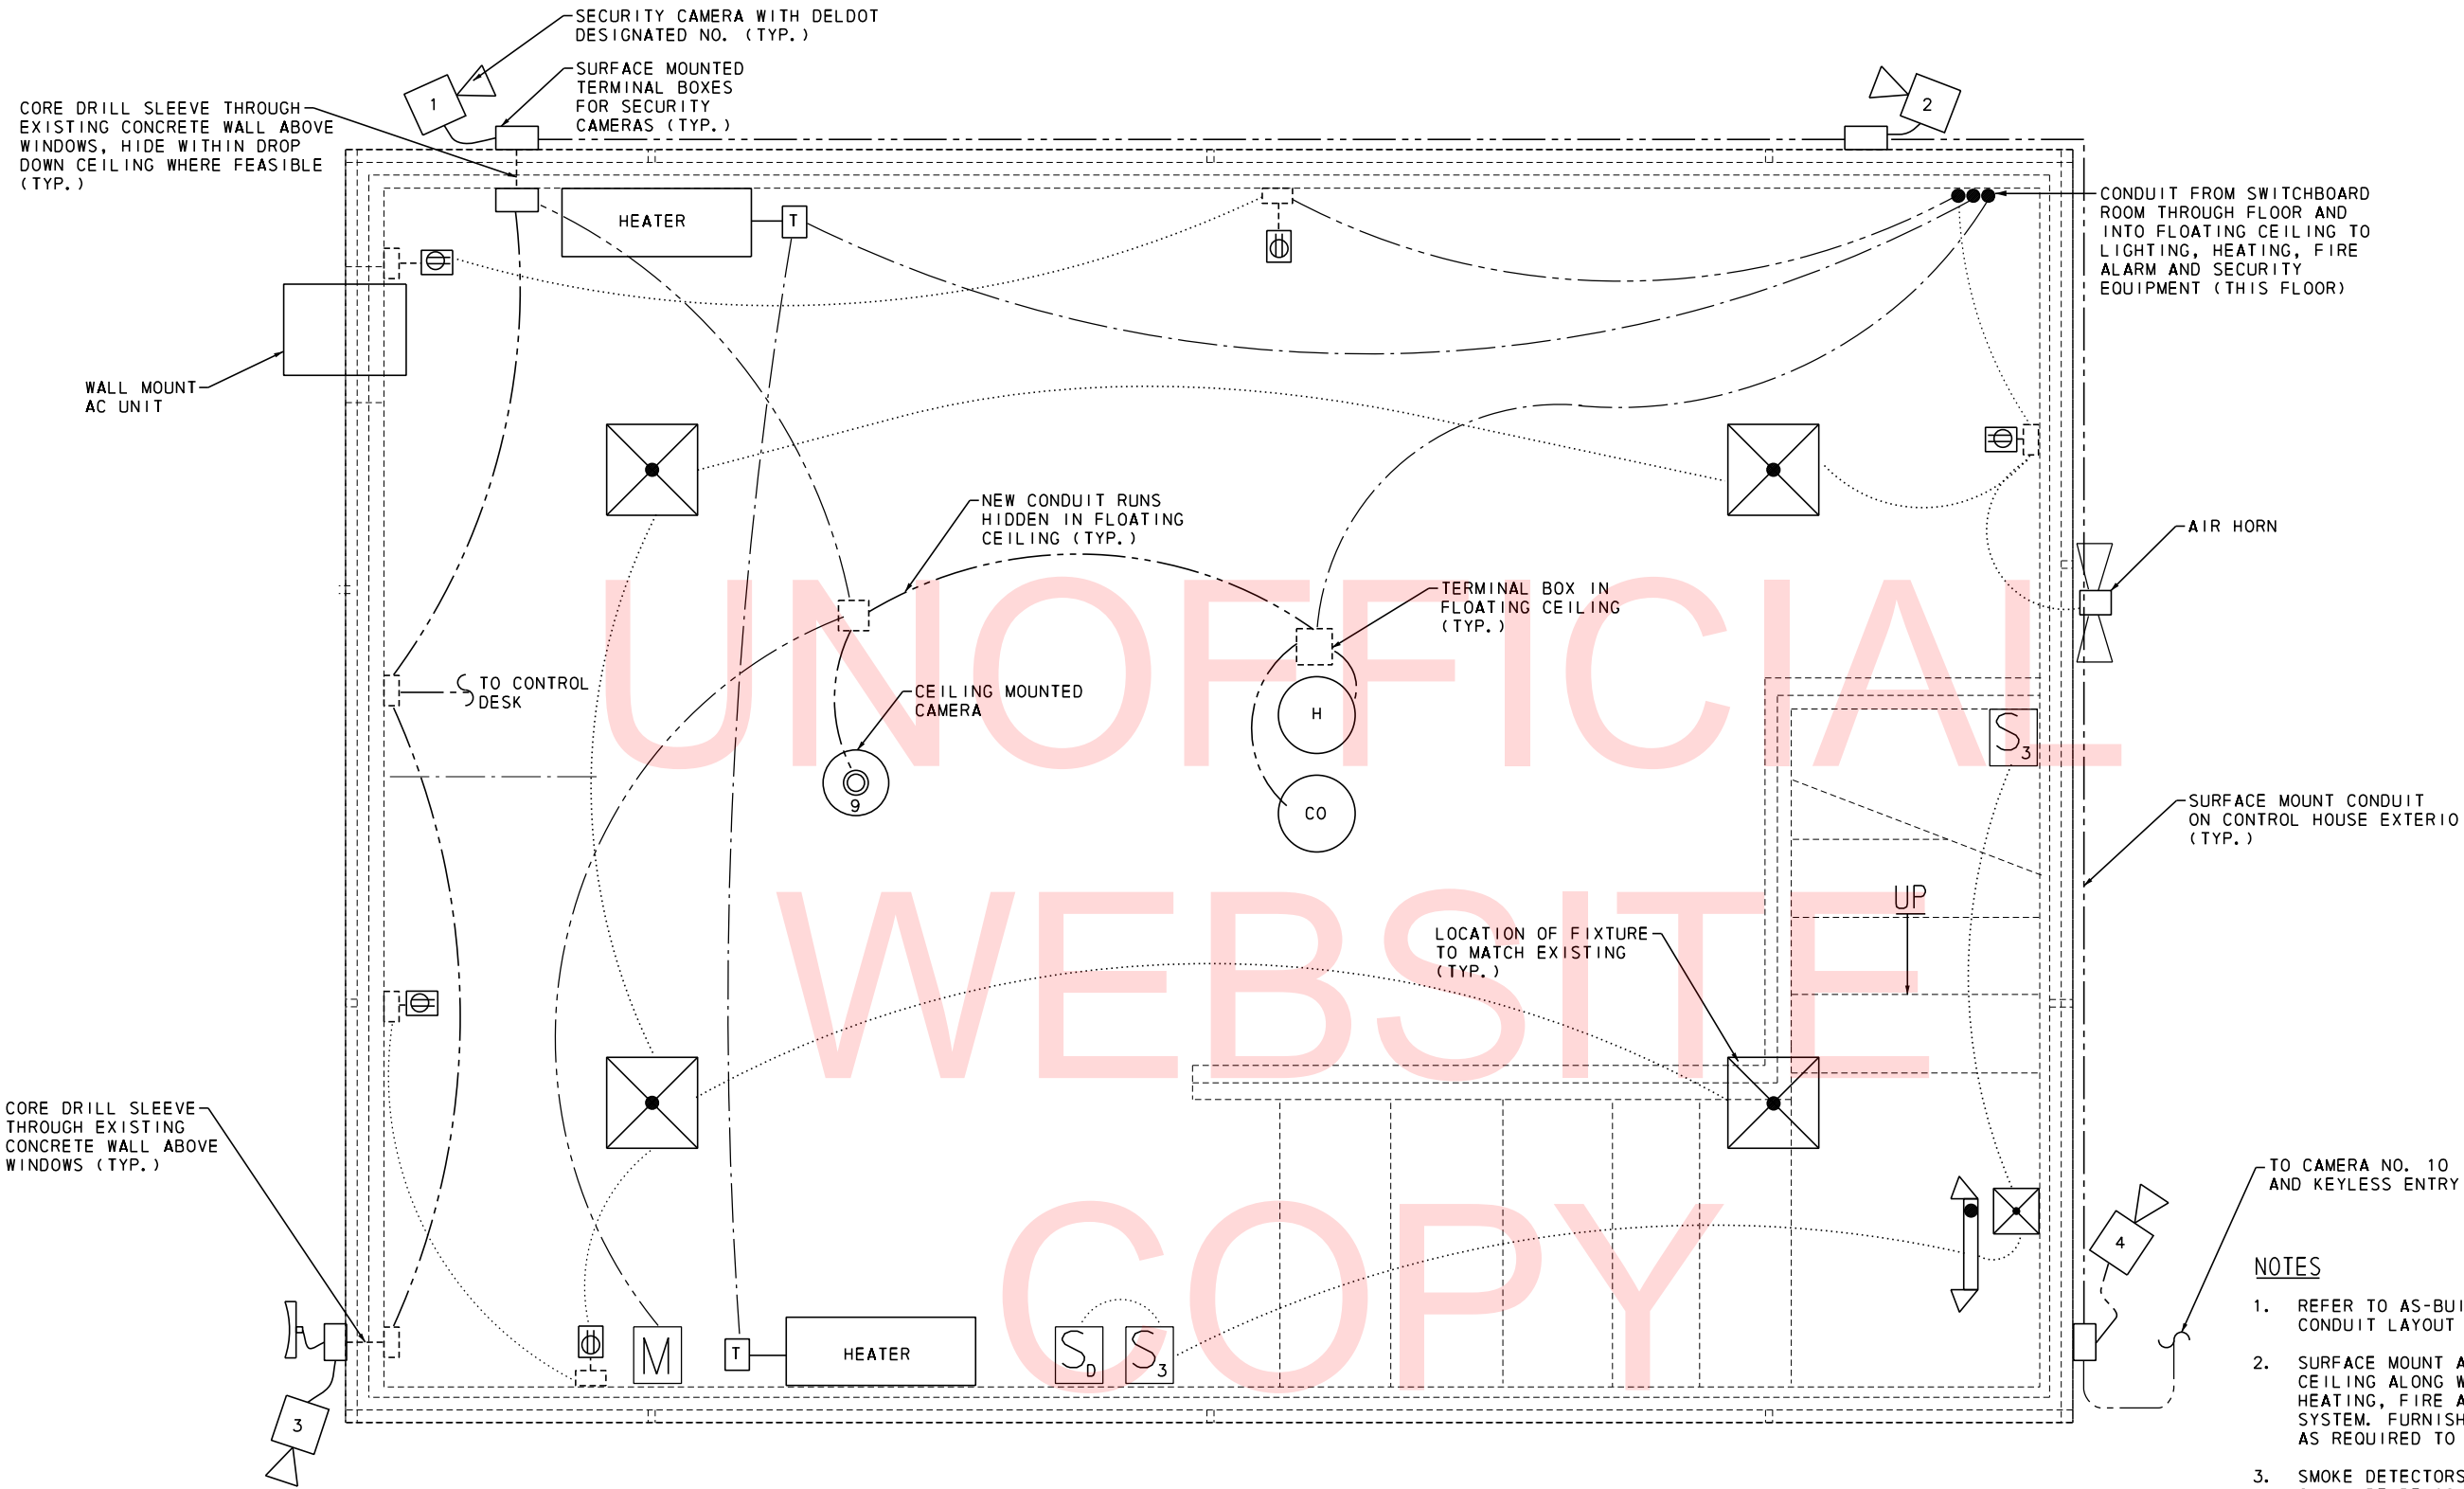 SECURITY CAMERA WITH DELDOT
DESIGNATED NO. (TYP.)
SURFACE MOUNTED
TERMINAL BOXES
FOR SECURITY
CAMERAS (TYP.)
CORE DRILL SLEEVE THROUGH
EXISTING CONCRETE WALL ABOVE
WINDOWS, HIDE WITHIN DROP
DOWN CEILING WHERE FEASIBLE
(TYP.)
1
2
HEATER
T
CONDUIT FROM SWITCHBOARD
ROOM THROUGH FLOOR AND
INTO FLOATING CEILING TO
LIGHTING, HEATING, FIRE
ALARM AND SECURITY
EQUIPMENT (THIS FLOOR)
WALL MOUNT
AC UNIT
NEW CONDUIT RUNS
HIDDEN IN FLOATING
CEILING (TYP.)
AIR HORN
TERMINAL BOX IN
FLOATING CEILING
(TYP.)
UNOFFICIAL
TO CONTROL
DESK
CEILING MOUNTED
CAMERA
H
S3
9
CO
SURFACE MOUNT CONDUIT
ON CONTROL HOUSE EXTERIO
(TYP.)
WEBSITE
UP
LOCATION OF FIXTURE
TO MATCH EXISTING
(TYP.)
CORE DRILL SLEEVE
THROUGH EXISTING
CONCRETE WALL ABOVE
WINDOWS (TYP.)
TO CAMERA NO. 10
AND KEYLESS ENTRY
COPY
4
3
M
T
HEATER
SD
S3
NOTES
1. REFER TO AS-BUI
CONDUIT LAYOUT
2. SURFACE MOUNT A
CEILING ALONG W
HEATING, FIRE A
SYSTEM. FURNISH
AS REQUIRED TO
3. SMOKE DETECTORS